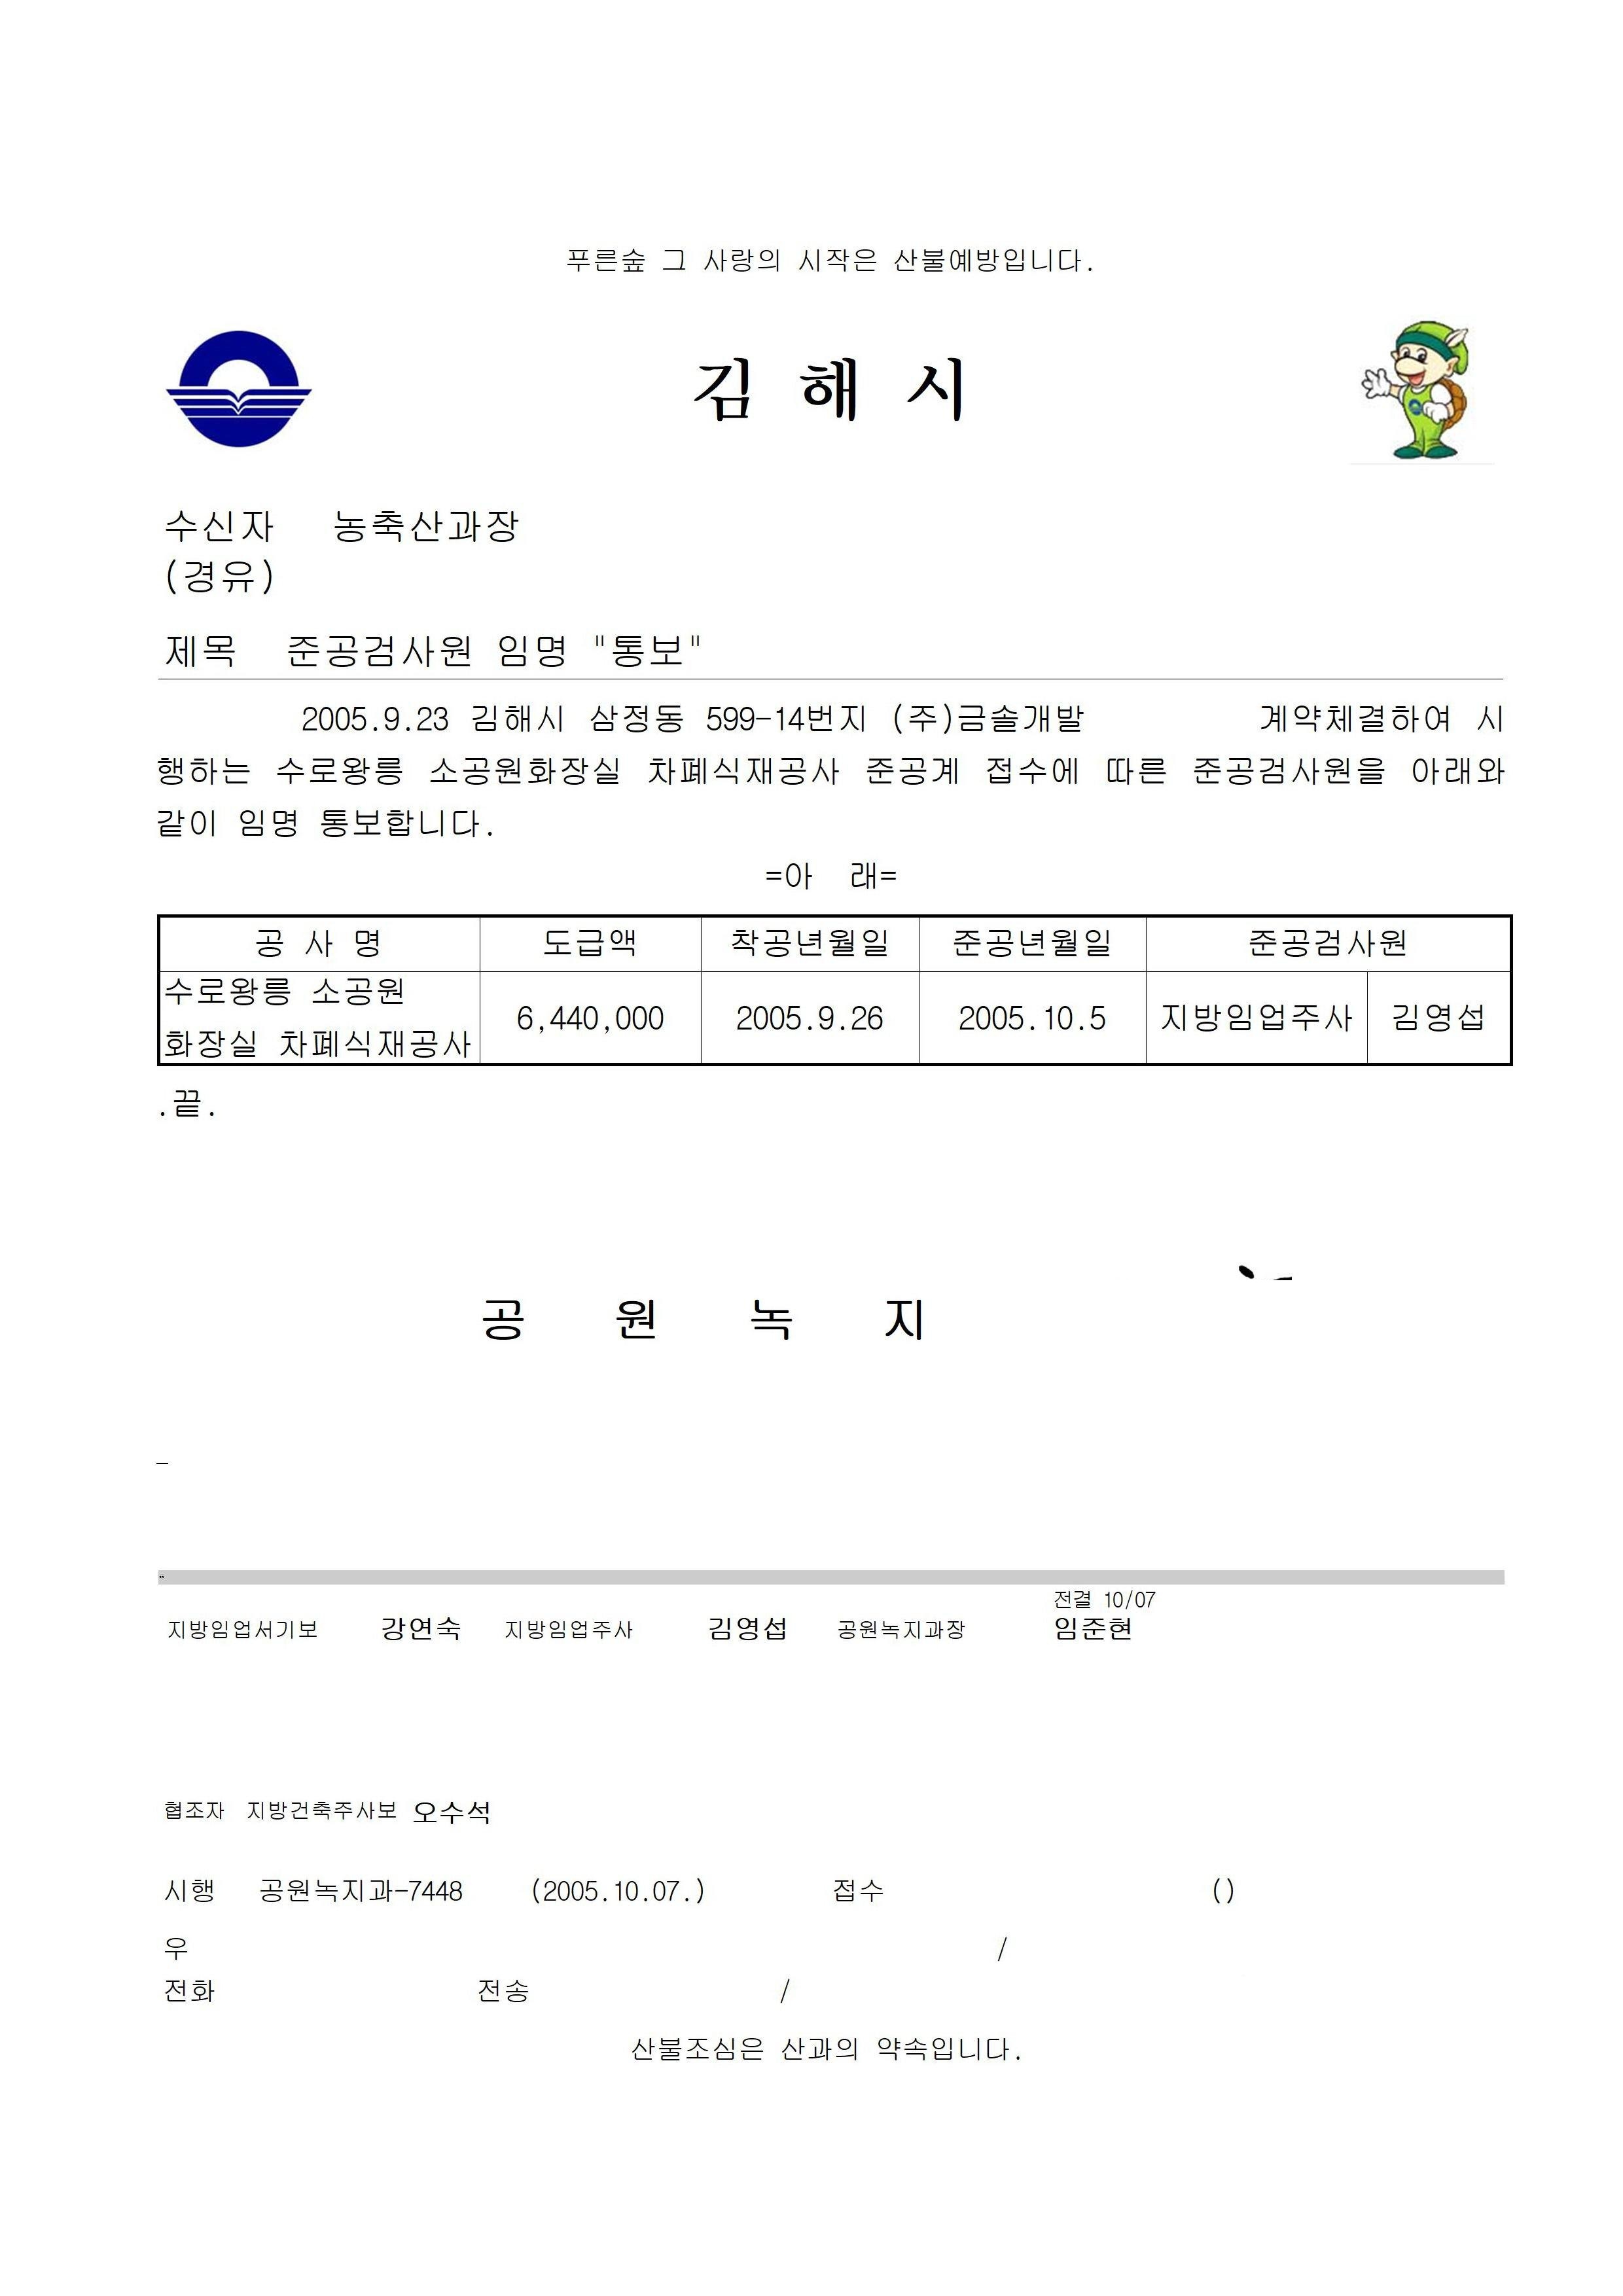 푸른숲 그 사랑의 시작은 산불예방입니다.
김 해 시
수신자 농축산과장
(경유)
제목 준공검사원 임명 "통보"
2005.9.23 김해시 삼정동 599-14번지 (주)금솔개발 계약체결하여 시
행하는 수로왕릉 소공원화장실 차폐식재공사 준공계 접수에 따른 준공검사원을 아래와
같이 임명 통보합니다.
=아 래=
공 사 명 도급액 착공년월일 준공년월일 준공검사원
수로왕릉 소공원
화장실 차폐식재공사 6,440,000 2005.9.26 2005.10.5 지방임업주사 김영섭
.끝.
공 원 녹 지
전결 10/07
지방임업서기보 강연숙 지방임업주사 김영섭 공원녹지과장 임준현
협조자 지방건축주사보 오수석
시행 공원녹지과-7448 (2005.10.07.) 접수 ()
우 /
전화 전송 /
산불조심은 산과의 약속입니다.